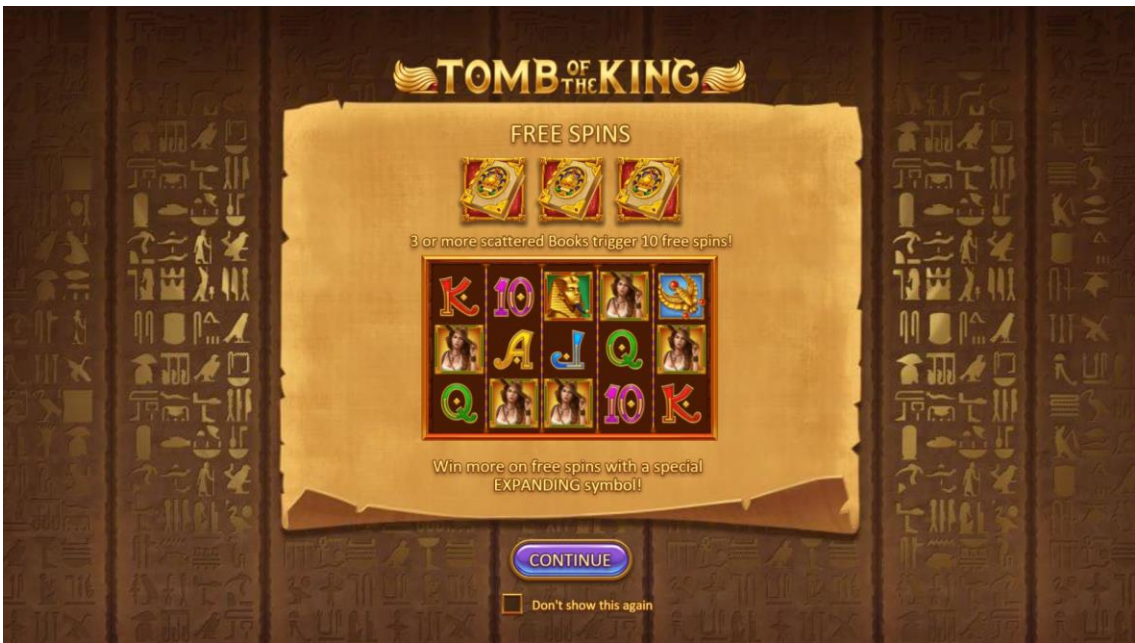 TOMB OF THE KING
FREE SPINS
3 or more scattered Books trigger 10 free spins!
K 10 Q
A J Q
Q 10 K
Win more on free spins with a special
EXPANDING symbol!
CONTINUE
Don't show this again